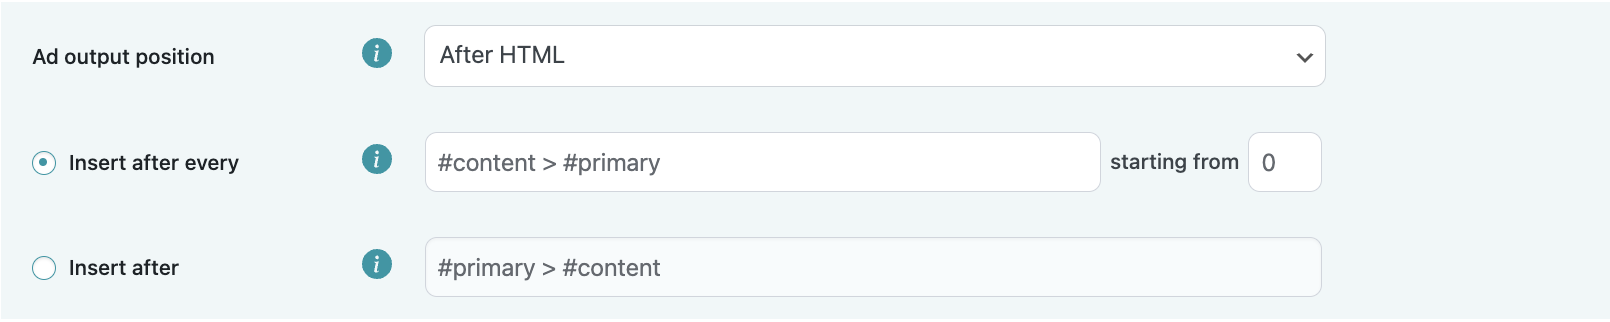 Ad output position i After HTML
Insert after every i #content > #primary starting from 0
Insert after i #primary > #content